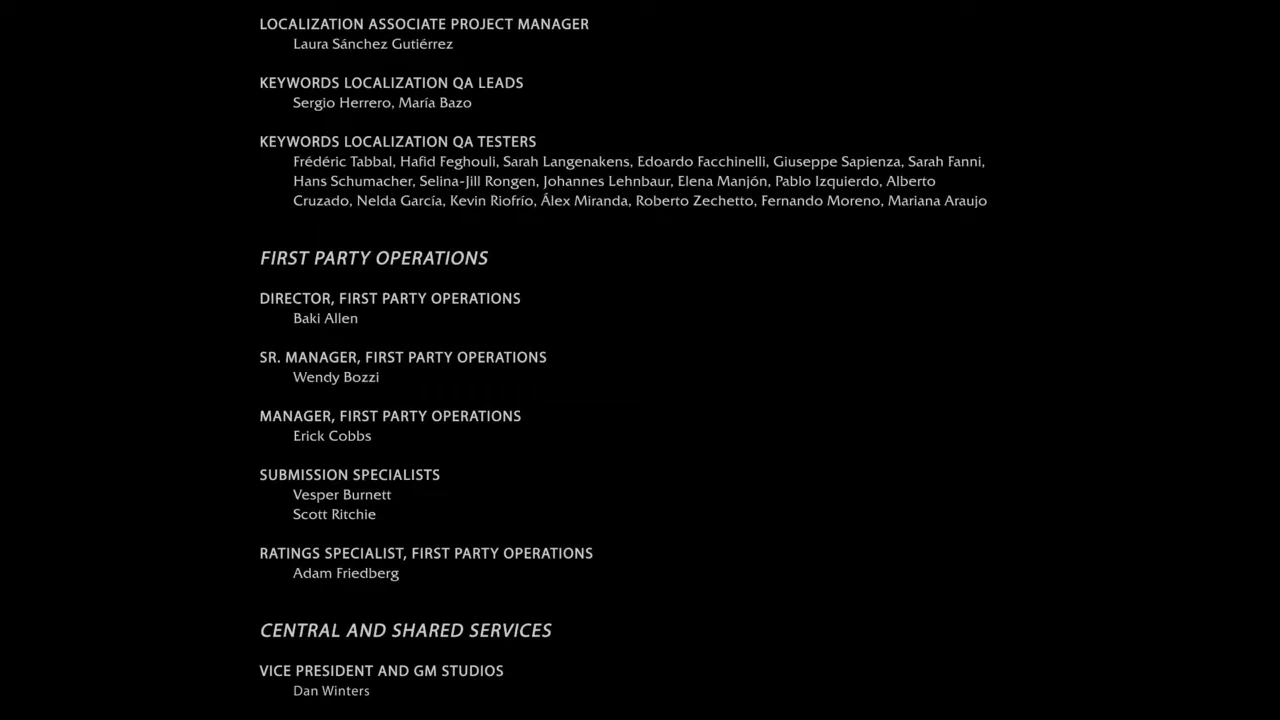 LOCALIZATION ASSOCIATE PROJECT MANAGER
Laura Sánchez Gutiérrez
KEYWORDS LOCALIZATION QA LEADS
Sergio Herrero, María Bazo
KEYWORDS LOCALIZATION QA TESTERS
Frédéric Tabbal, Hafid Feghouli, Sarah Langenakens, Edoardo Facchinelli, Giuseppe Sapienza, Sarah Fanni,
Hans Schumacher, Selina-Jill Rongen, Johannes Lehnbaur, Elena Manjón, Pablo Izquierdo, Alberto
Cruzado, Nelda García, Kevin Riofrío, Álex Miranda, Roberto Zechetto, Fernando Moreno, Mariana Araujo
FIRST PARTY OPERATIONS
DIRECTOR, FIRST PARTY OPERATIONS
Baki Allen
SR. MANAGER, FIRST PARTY OPERATIONS
Wendy Bozzi
MANAGER, FIRST PARTY OPERATIONS
Erick Cobbs
SUBMISSION SPECIALISTS
Vesper Burnett
Scott Ritchie
RATINGS SPECIALIST, FIRST PARTY OPERATIONS
Adam Friedberg
CENTRAL AND SHARED SERVICES
VICE PRESIDENT AND GM STUDIOS
Dan Winters